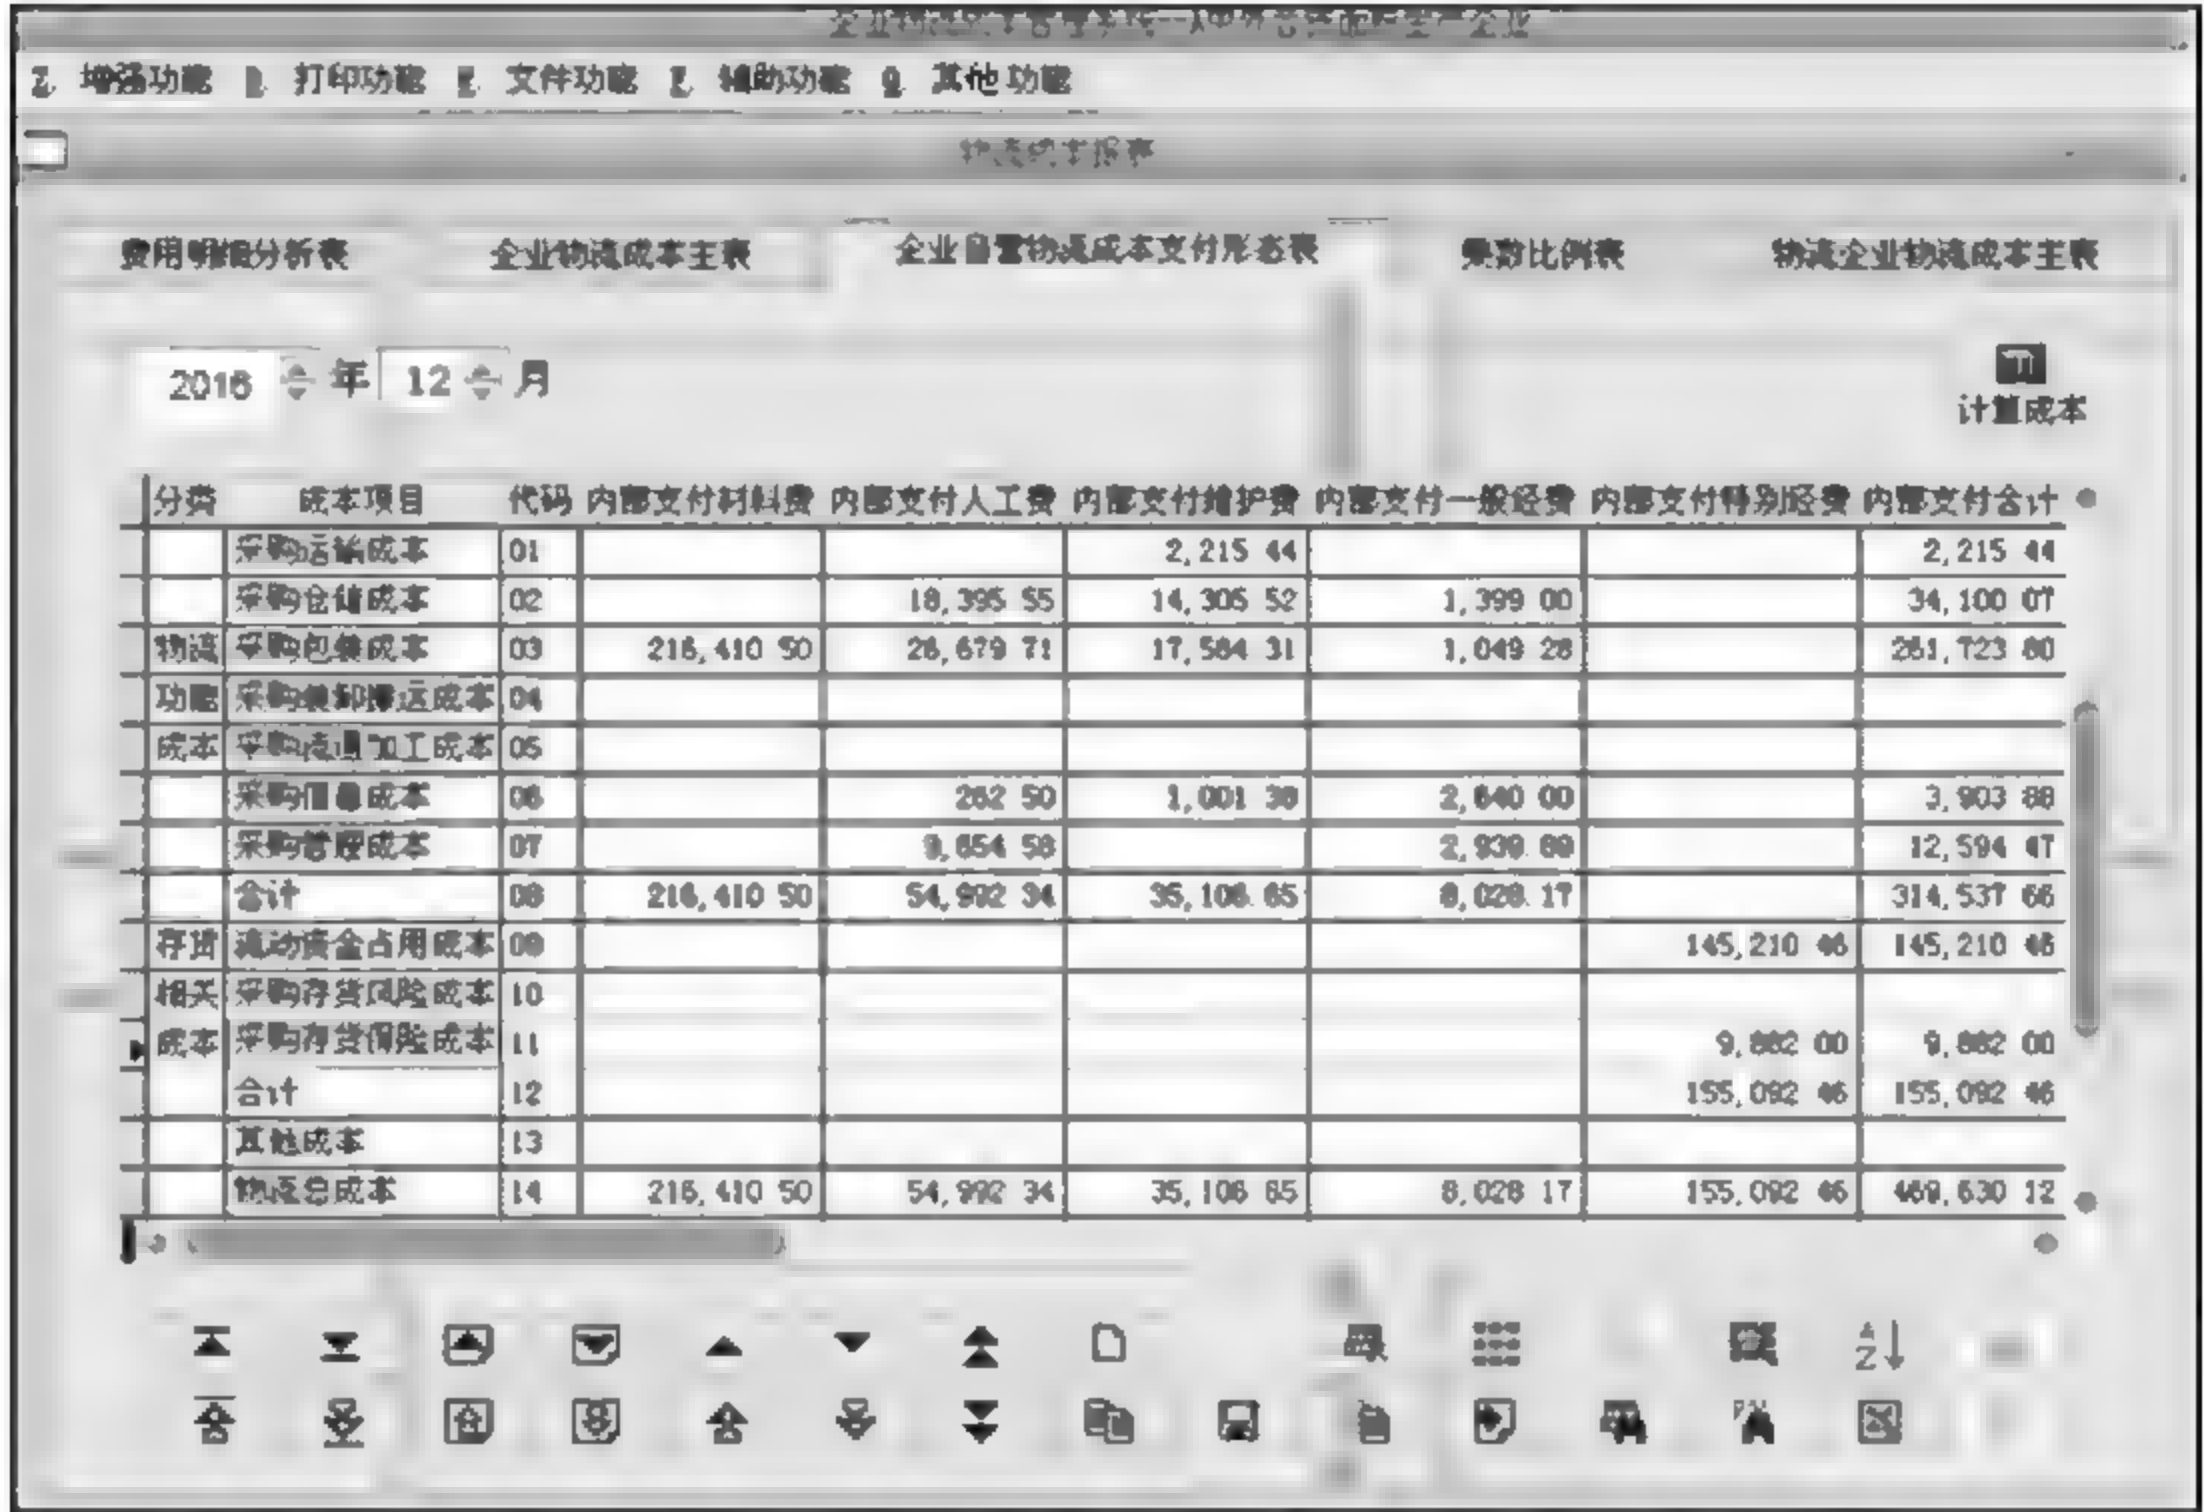 增强功能 打印功能 文件功能 辅助功能 O 其他功能
物流成本报表
费用明细分析表 企业物流成本主表 企业自营物流成本支付形态表 乘数比例表 物流企业物流成本主表
2016 年 12 月
计算成本
分类 成本项目 代码 内部支付材料费 内部支付人工费 内部支付维护费 内部支付一般经费 内部支付特别经费 内部支付合计
采购运输成本 01 2,215 44 2,215 44
采购仓储成本 02 18,395 55 14,305 52 1,399 00 34,100 07
物流 采购包装成本 03 216,410 50 26,679 71 17,584 31 1,049 28 261,723 80
功能 采购装卸搬运成本 04
成本 采购流通加工成本 05
采购信息成本 06 262 50 1,001 38 2,640 00 3,903 88
采购管理成本 07 9,654 58 2,939 89 12,594 47
合计 08 216,410 50 54,992 34 35,106 65 8,028 17 314,537 66
存货 流动资金占用成本 09 145,210 46 145,210 46
相关 采购存货风险成本 10
成本 采购存货保险成本 11 9,882 00 9,882 00
合计 12 155,092 46 155,092 46
其他成本 13
物流总成本 14 216,410 50 54,992 34 35,106 65 8,028 17 155,092 46 469,630 12